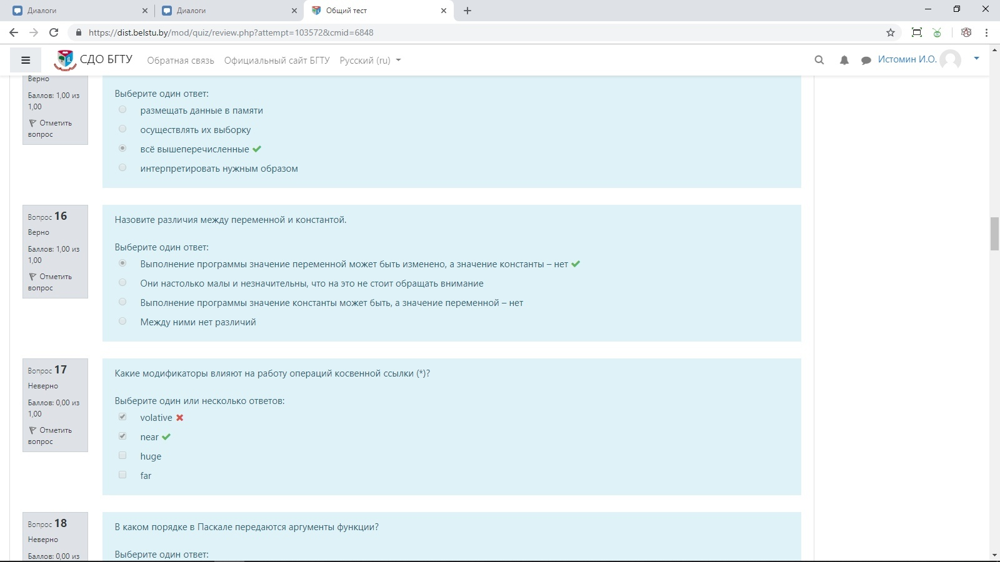 Диалоги
Диалоги
Общий тест
https://dist.belstu.by/mod/quiz/review.php?attempt=103572&cmid=6848
СДО БГТУ
Обратная связь
Официальный сайт БГТУ
Русский (ru)
Истомин И.О.
Верно
Баллов: 1,00 из
1,00
Отметить
вопрос
Выберите один ответ:
размещать данные в памяти
осуществлять их выборку
всё вышеперечисленные
интерпретировать нужным образом
Вопрос 16
Верно
Баллов: 1,00 из
1,00
Отметить
вопрос
Назовите различия между переменной и константой.
Выберите один ответ:
Выполнение программы значение переменной может быть изменено, а значение константы – нет
Они настолько малы и незначительны, что на это не стоит обращать внимание
Выполнение программы значение константы может быть, а значение переменной – нет
Между ними нет различий
Вопрос 17
Неверно
Баллов: 0,00 из
1,00
Отметить
вопрос
Какие модификаторы влияют на работу операций косвенной ссылки (*)?
Выберите один или несколько ответов:
volative
near
huge
far
Вопрос 18
Неверно
Баллов: 0,00 из
В каком порядке в Паскале передаются аргументы функции?
Выберите один ответ: